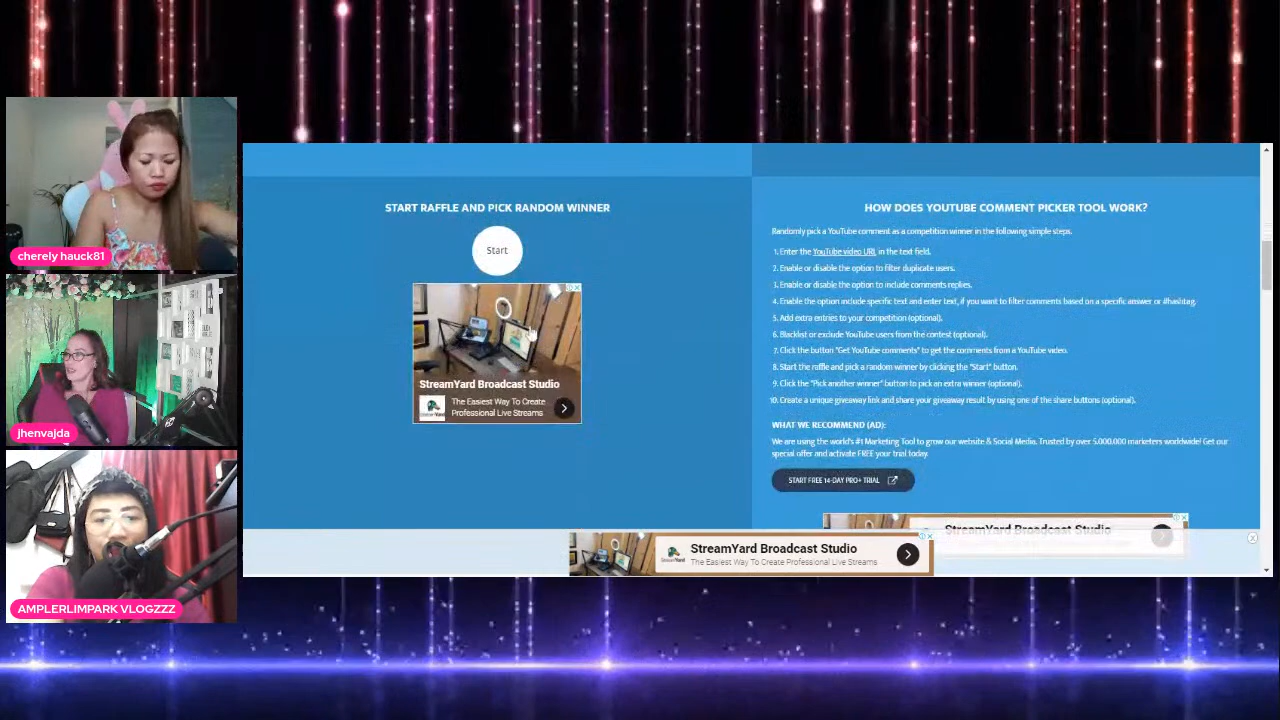 cherely hauck81
jhenvajda
AMPLERLIMPARK VLOGZZZ
START RAFFLE AND PICK RANDOM WINNER
Start
StreamYard Broadcast Studio
The Easiest Way To Create
Professional Live Streams
HOW DOES YOUTUBE COMMENT PICKER TOOL WORK?
Randomly pick a YouTube comment as a competition winner in the following simple steps.
1. Enter the YouTube video URL in the text field.
2. Enable or disable the option to filter duplicate users.
3. Enable or disable the option to include comments replies.
4. Enable the option include specific text and enter text, if you want to filter comments based on a specific answer or #hashtag.
5. Add extra entries to your competition (optional).
6. Blacklist or exclude YouTube users from the contest (optional).
7. Click the button "Get YouTube comments" to get the comments from a YouTube video.
8. Start the raffle and pick a random winner by clicking the "Start" button.
9. Click the "Pick another winner" button to pick an extra winner (optional).
10. Create a unique giveaway link and share your giveaway result by using one of the share buttons (optional).
WHAT WE RECOMMEND (AD):
We are using the world's #1 Marketing Tool to grow our website & Social Media. Trusted by over 5.000.000 marketers worldwide! Get our
special offer and activate FREE your trial today.
START FREE 14-DAY PRO+ TRIAL
StreamYard Broadcast Studio
StreamYard Broadcast Studio
The Easiest Way To Create Professional Live Streams